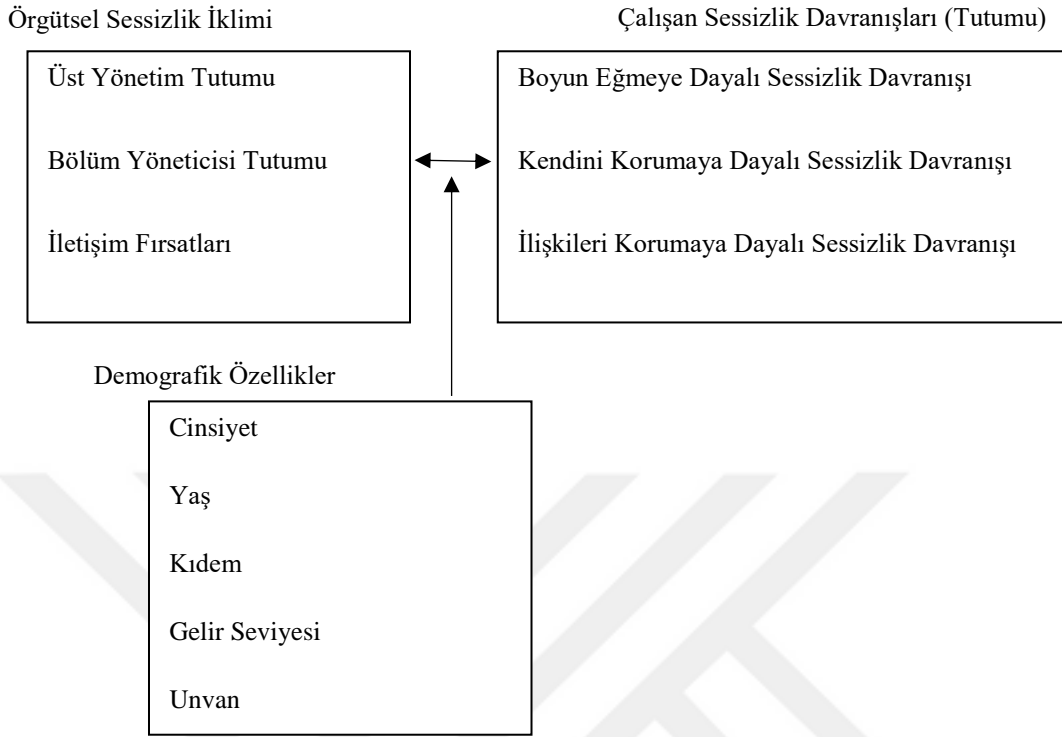 Örgütsel Sessizlik İklimi
Çalışan Sessizlik Davranışları (Tutumu)
Üst Yönetim Tutumu
Bölüm Yöneticisi Tutumu
İletişim Fırsatları
Boyun Eğmeye Dayalı Sessizlik Davranışı
Kendini Korumaya Dayalı Sessizlik Davranışı
İlişkileri Korumaya Dayalı Sessizlik Davranışı
Demografik Özellikler
Cinsiyet
Yaş
Kıdem
Gelir Seviyesi
Unvan